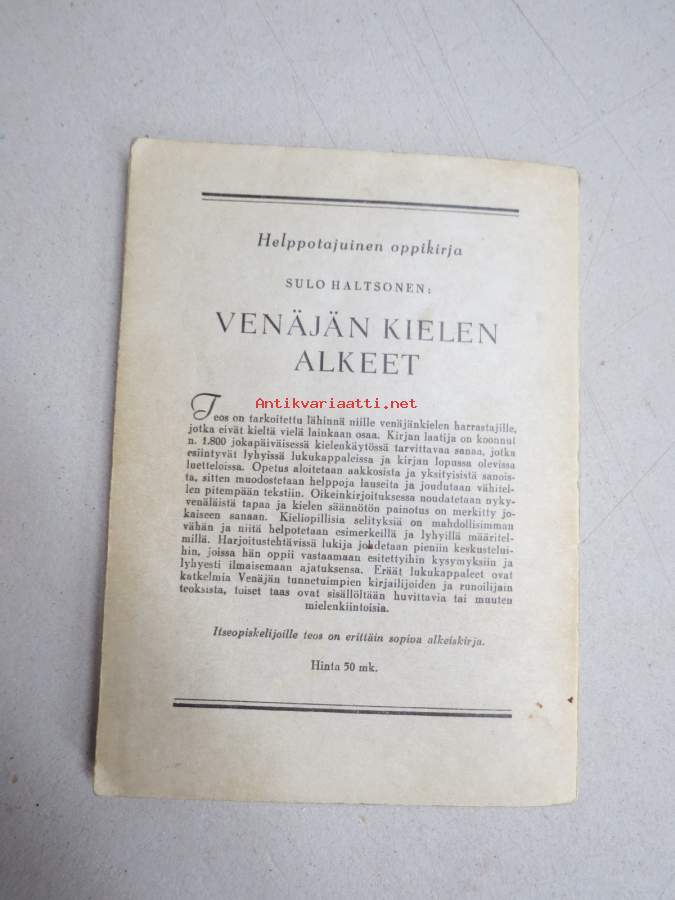 Helppotajuinen oppikirja
SULO HALTSONEN:
VENÄJÄN KIELEN
ALKEET
Antikvariaatti.net
Teos on tarkoitettu lähinnä niille venäjänkielen harrastajille,
jotka eivät kieltä vielä lainkaan osaa. Kirjan laatija on koonnut
n. 1.800 jokapäiväisessä kielenkäytössä tarvittavaa sanaa, jotka
esiintyvät lyhyissä lukukappaleissa ja kirjan lopussa olevissa
luetteloissa. Opetus aloitetaan aakkosista ja yksityisistä sanois-
ta, sitten muodostetaan helppoja lauseita ja joudutaan vähitel-
len pitempään tekstiin. Oikeinkirjoituksessa noudatetaan nyky-
venäläistä tapaa ja kielen säännötön painotus on merkitty jo-
kaiseen sanaan. Kieliopillisia selityksiä on mahdollisimman
vähän ja niitä helpotetaan esimerkeillä ja lyhyillä määritel-
millä. Harjoitustehtävissä lukija johdetaan pieniin keskustelui-
hin, joissa hän oppii vastaamaan esitettyihin kysymyksiin ja
lyhyesti ilmaisemaan ajatuksensa. Eräät lukukappaleet ovat
katkelmia Venäjän tunnetuimpien kirjailijoiden ja runoilijain
teoksista, toiset taas ovat sisällöltään huvittavia tai muuten
mielenkiintoisia.
Itseopiskelijoille teos on erittäin sopiva alkeiskirja.
Hinta 50 mk.